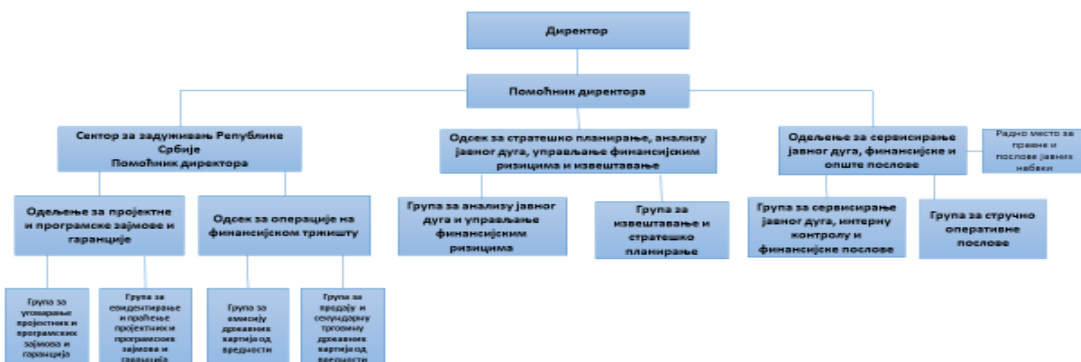 Директор
Помоћник директора
Сектор за задуживањ Републике
Србије
Помоћник директора
Одсек за стратешко планирање, анализу
јавног дуга, управљање финансијским
ризицима и извештавање
Одељење за сервисирање
јавног дуга, финансијске и
опште послове
Радно место за
правне и
послове јавних
набвки
Одељење за пројектне
и програмске зајмове и
гаранције
Одсек за операције на
финансијском тржишту
Група за анализу јавног
дуга и управљање
финансијским
ризицима
Група за
извештавање и
стратешко
планирање
Група за сервисирање
јавног дуга, интерну
контролу и
финансијске послове
Група за стручно
оперативне
послове
Група за
уговарање
пројектних и
програмских
зајмова и
гаранција
Група за
евидентирање
и праћење
пројектних и
програмских
зајмова и
гаранција
Група за
емисију
државних
хартија од
вредности
Група за
продају и
секундарну
трговину
државних
хартија од
вредности